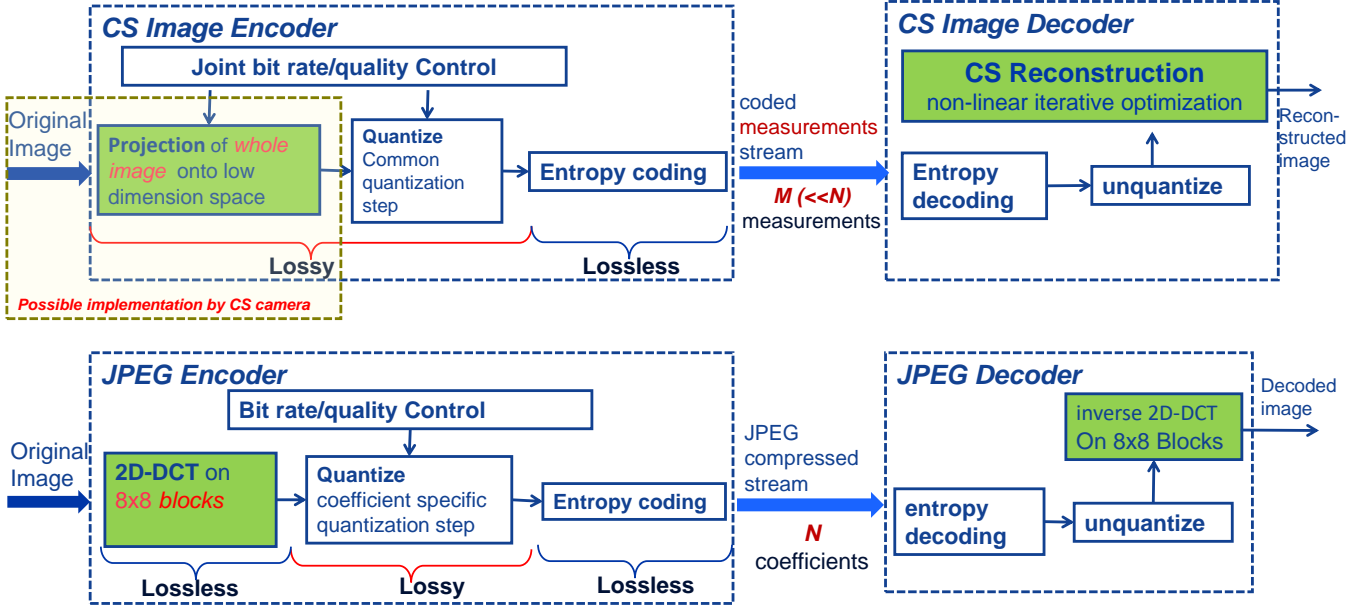 CS Image Encoder
Joint bit rate/quality Control
Original
Image
Projection of whole
image onto low
dimension space
Quantize
Common
quantization
step
Entropy coding
Lossy
Lossless
Possible implementation by CS camera
coded
measurements
stream
M (<<N)
measurements
CS Image Decoder
CS Reconstruction
non-linear iterative optimization
Entropy
decoding
unquantize
Recon-
structed
image
JPEG Encoder
Bit rate/quality Control
Original
Image
2D-DCT on
8x8 blocks
Quantize
coefficient specific
quantization step
Entropy coding
Lossless
Lossy
Lossless
JPEG
compressed
stream
N
coefficients
JPEG Decoder
inverse 2D-DCT
On 8x8 Blocks
entropy
decoding
unquantize
Decoded
image